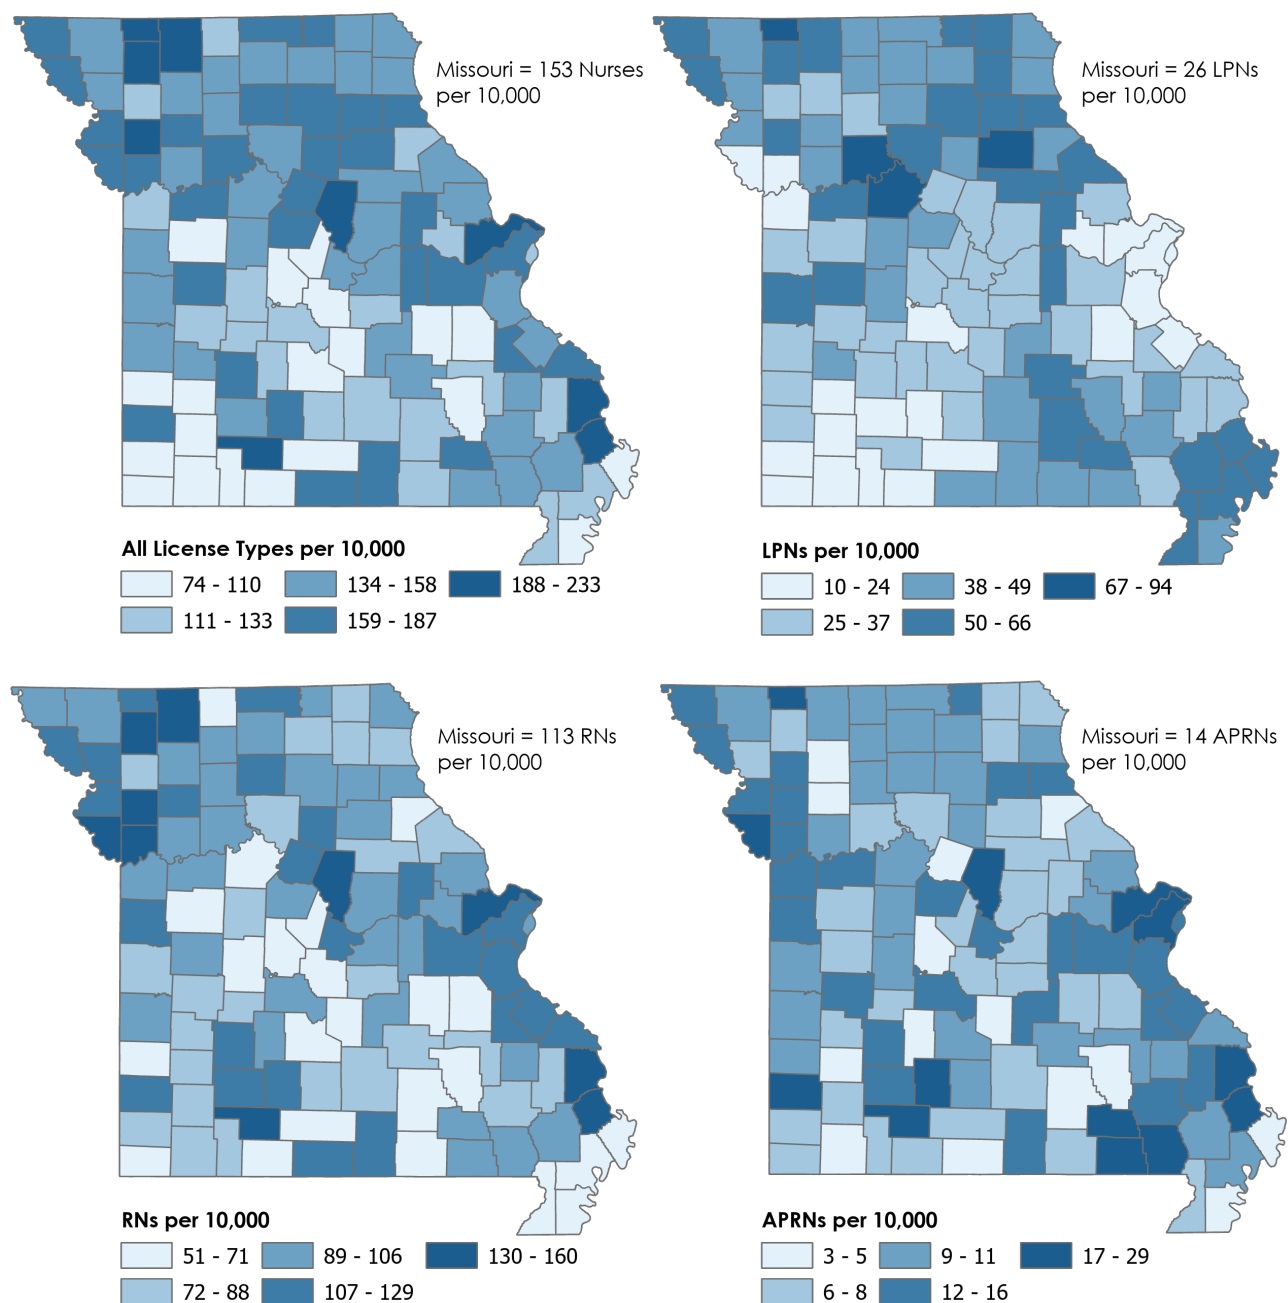 Missouri = 153 Nurses
per 10,000
Missouri = 26 LPNs
per 10,000
All License Types per 10,000
74 - 110
134 - 158
188 - 233
111 - 133
159 - 187
LPNs per 10,000
10 - 24
38 - 49
67 - 94
25 - 37
50 - 66
Missouri = 113 RNs
per 10,000
Missouri = 14 APRNs
per 10,000
RNs per 10,000
51 - 71
89 - 106
130 - 160
72 - 88
107 - 129
APRNs per 10,000
3 - 5
9 - 11
17 - 29
6 - 8
12 - 16